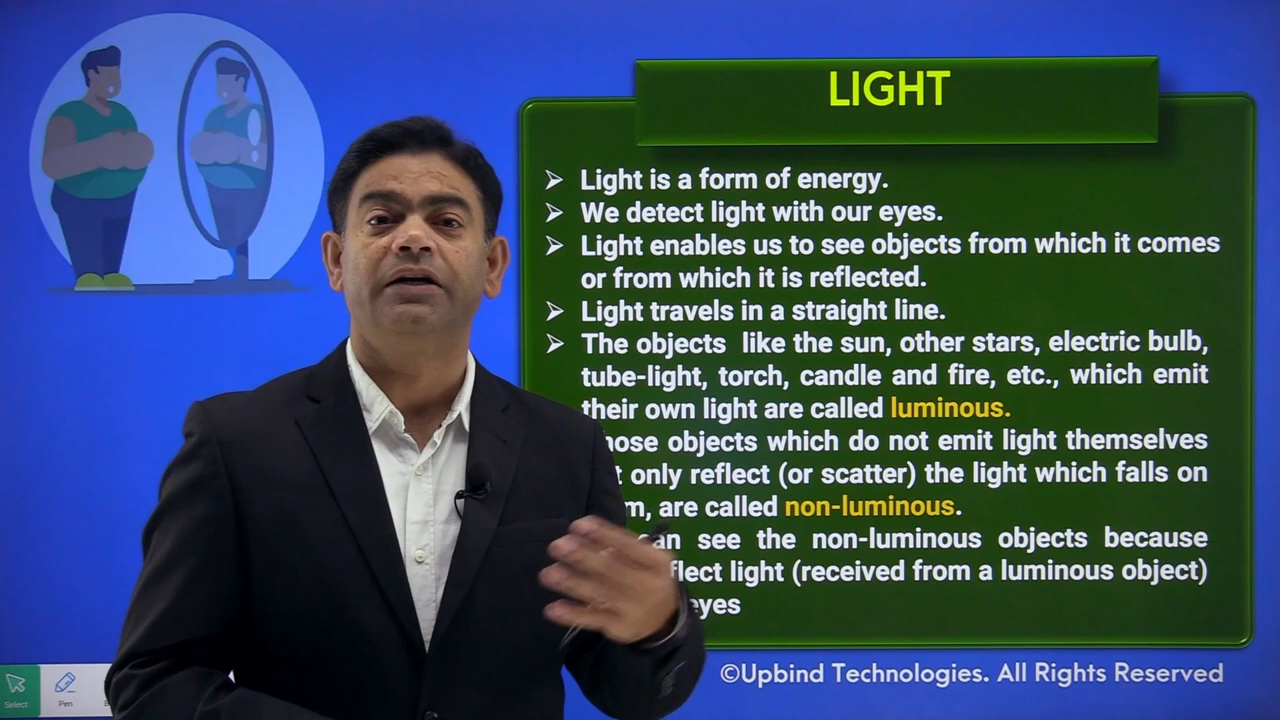 LIGHT
➢ Light is a form of energy.
➢ We detect light with our eyes.
➢ Light enables us to see objects from which it comes
or from which it is reflected.
➢ Light travels in a straight line.
➢ The objects like the sun, other stars, electric bulb,
tube-light, torch, candle and fire, etc., which emit
their own light are called luminous.
objects which do not emit light themselves
only reflect (or scatter) the light which falls on
are called non-luminous.
see the non-luminous objects because
light (received from a luminous object)
eyes
©Upbind Technologies. All Rights Reserved
Select
Pen